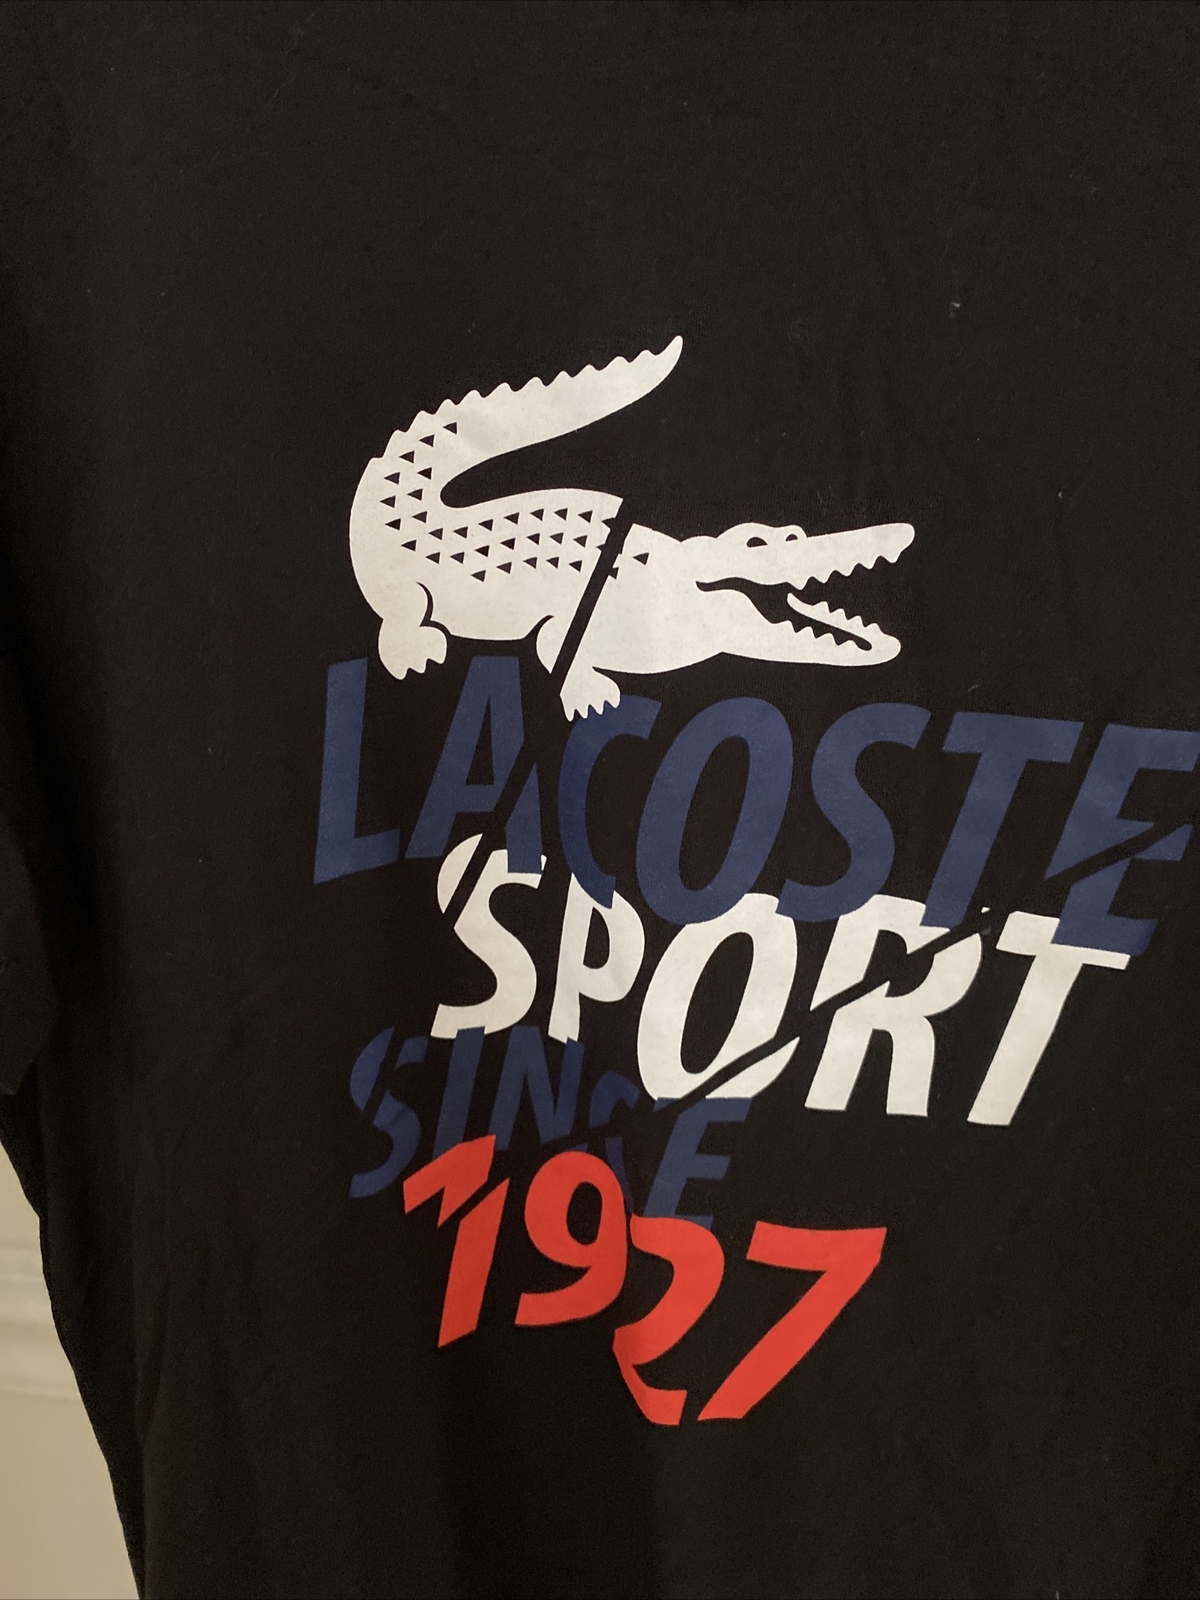 LACOSTE
SPORT
SINCE
1927